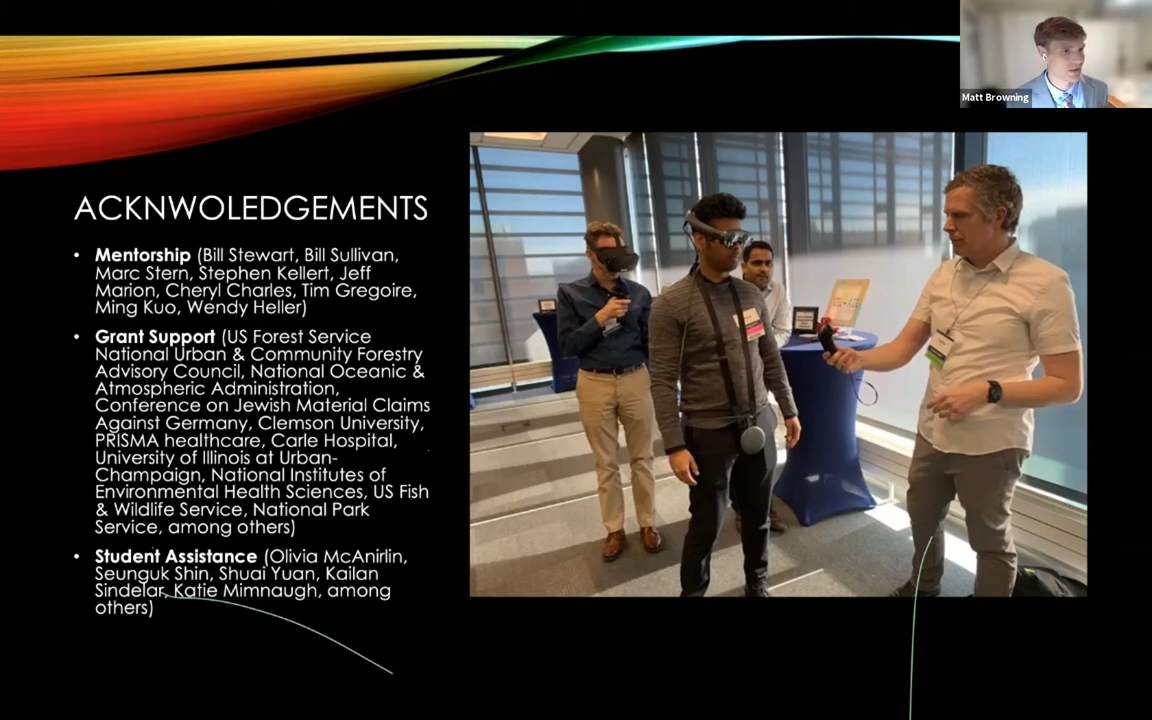 Matt Browning
ACKNWOLEDGEMENTS
• Mentorship (Bill Stewart, Bill Sullivan,
Marc Stern, Stephen Kellert, Jeff
Marion, Cheryl Charles, Tim Gregoire,
Ming Kuo, Wendy Heller)
• Grant Support (US Forest Service
National Urban & Community Forestry
Advisory Council, National Oceanic &
Atmospheric Administration,
Conference on Jewish Material Claims
Against Germany, Clemson University,
PRISMA healthcare, Carle Hospital,
University of Illinois at Urban-
Champaign, National Institutes of
Environmental Health Sciences, US Fish
& Wildlife Service, National Park
Service, among others)
• Student Assistance (Olivia McAnirlin,
Seunguk Shin, Shuai Yuan, Kailan
Sindelar, Katie Mimnaugh, among
others)